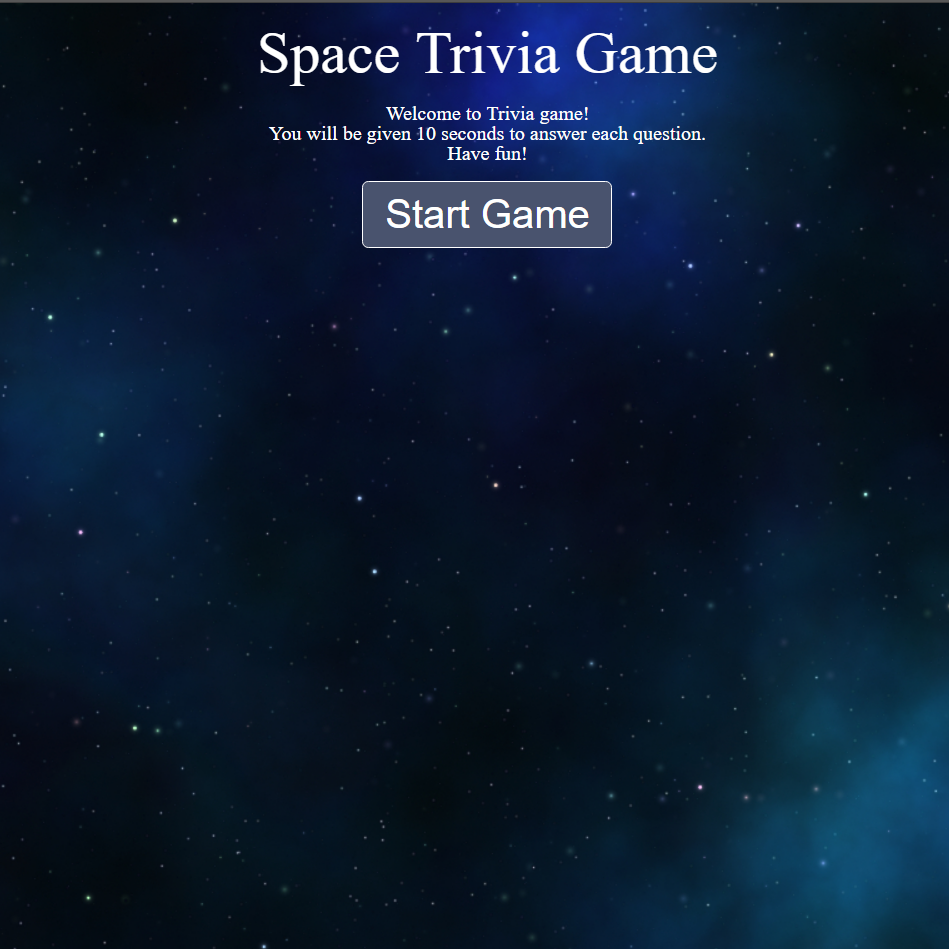 Space Trivia Game
Welcome to Trivia game!
You will be given 10 seconds to answer each question.
Have fun!
Start Game